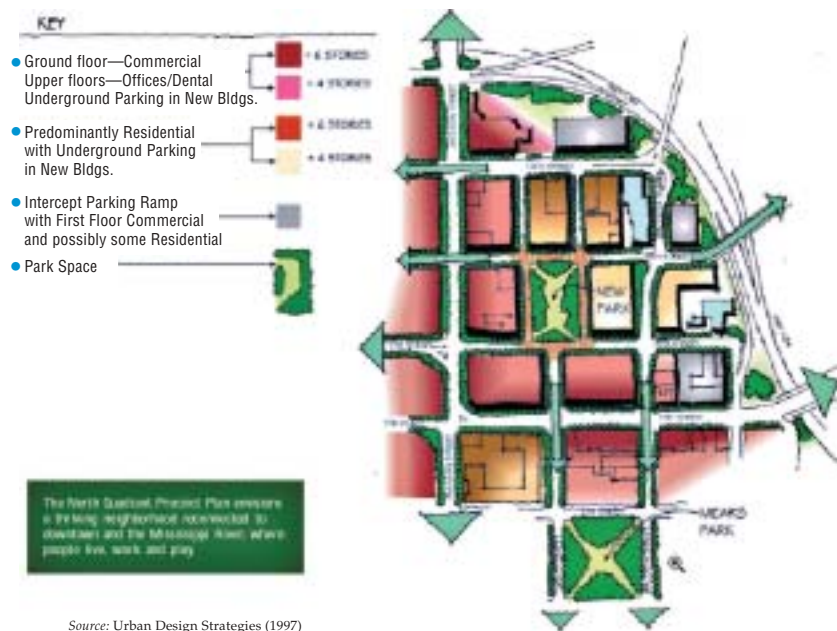 KEY
Ground floor—Commercial
Upper floors—Offices/Dental
Underground Parking in New Bldgs.
+ 6 STORIES
+ 4 STORIES
Predominantly Residential
with Underground Parking
in New Bldgs.
+ 6 STORIES
+ 4 STORIES
Intercept Parking Ramp
with First Floor Commercial
and possibly some Residential
Park Space
NEW
PARK
MEARS
PARK
The North Quadrant Precinct Plan envisions
a thriving neighborhood reconnected to
downtown and the Mississippi River, where
people live, work and play.
Source: Urban Design Strategies (1997)